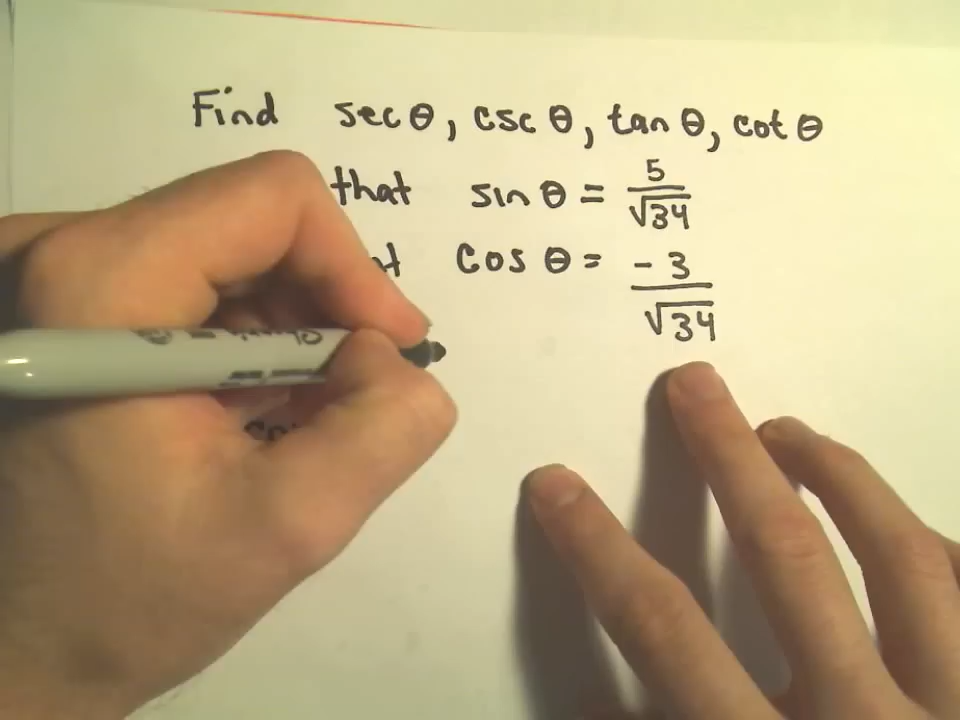 Find sec θ, csc θ, tan θ, cot θ
that sin θ = 5/√34
cos θ = -3/√34